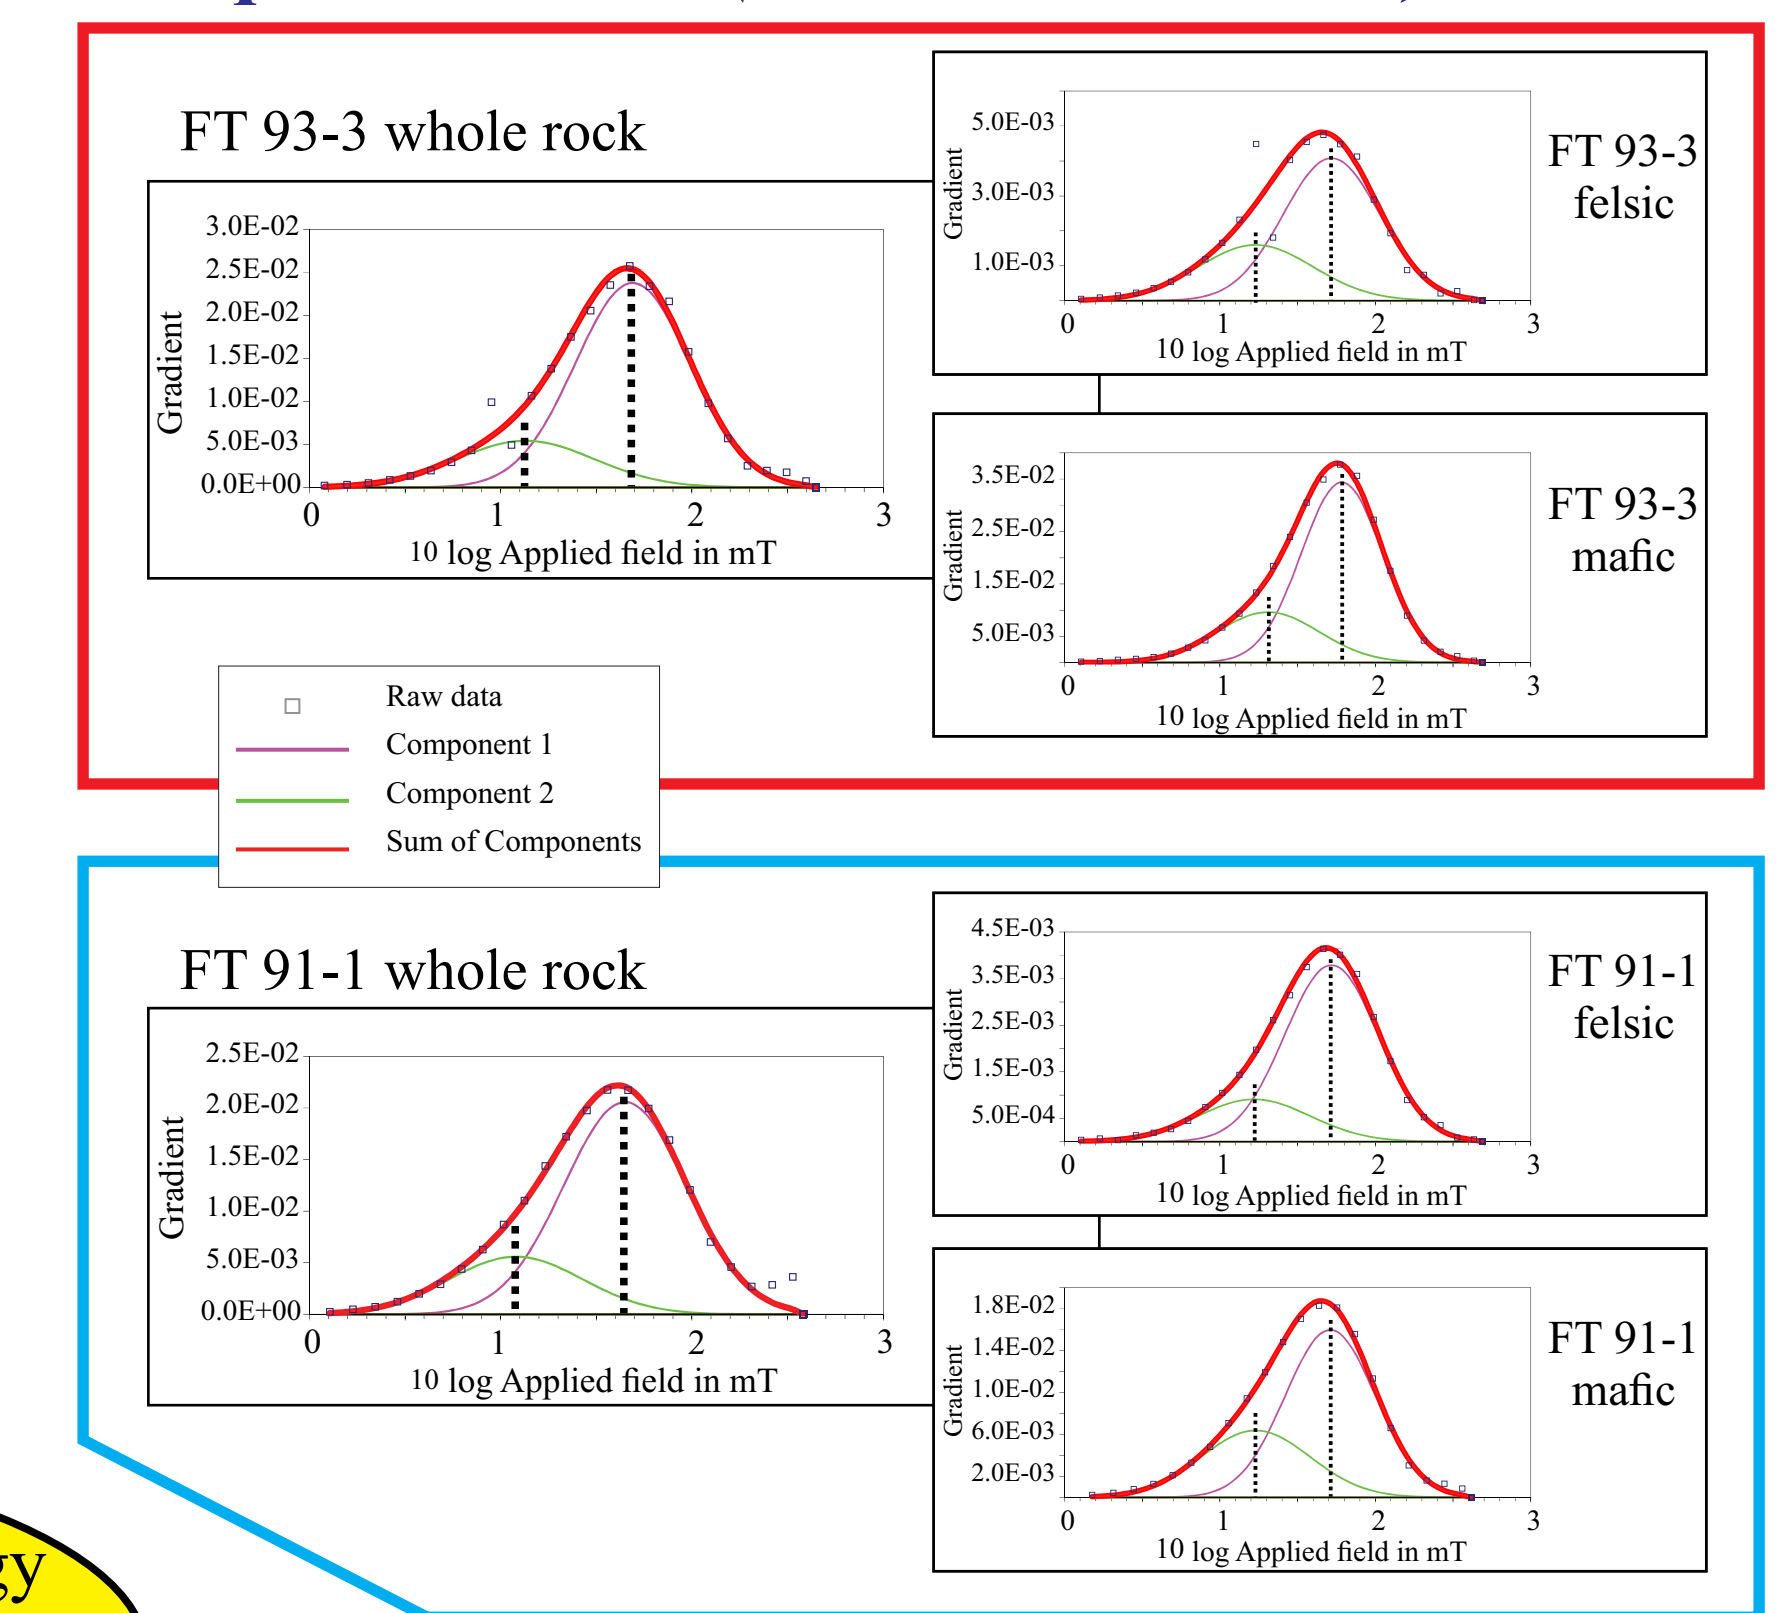 FT 93-3 whole rock
3.0E-02
2.5E-02
2.0E-02
1.5E-02
1.0E-02
5.0E-03
0.0E+00
Gradient
0 1 2 3
10 log Applied field in mT
5.0E-03
3.0E-03
1.0E-03
Gradient
0 1 2 3
10 log Applied field in mT
FT 93-3
felsic
3.5E-02
2.5E-02
1.5E-02
5.0E-03
Gradient
0 1 2 3
10 log Applied field in mT
FT 93-3
mafic
Raw data
Component 1
Component 2
Sum of Components
FT 91-1 whole rock
2.5E-02
2.0E-02
1.5E-02
1.0E-02
5.0E-03
0.0E+00
Gradient
0 1 2 3
10 log Applied field in mT
4.5E-03
3.5E-03
2.5E-03
1.5E-03
5.0E-04
Gradient
0 1 2 3
10 log Applied field in mT
FT 91-1
felsic
1.8E-02
1.4E-02
1.0E-02
6.0E-03
2.0E-03
Gradient
0 1 2 3
10 log Applied field in mT
FT 91-1
mafic